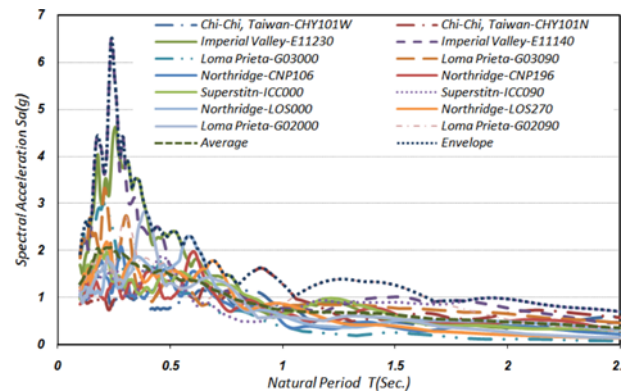 7
6
5
4
3
2
1
0
Spectral Acceleration Sa(g)
Chi-Chi, Taiwan-CHY101W
Chi-Chi, Taiwan-CHY101N
Imperial Valley-E11230
Imperial Valley-E11140
Loma Prieta-G03000
Loma Prieta-G03090
Northridge-CNP106
Northridge-CNP196
Superstitn-ICC000
Superstitn-ICC090
Northridge-LOS000
Northridge-LOS270
Loma Prieta-G02000
Loma Prieta-G02090
Average
Envelope
0 0.5 1 1.5 2 2.5
Natural Period T(Sec.)